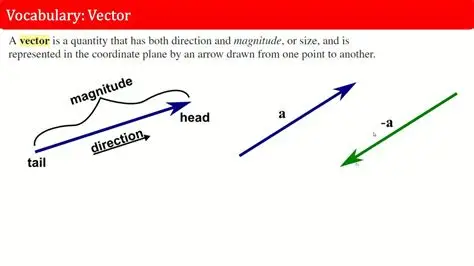 Vocabulary: Vector
A vector is a quantity that has both direction and magnitude, or size, and is
represented in the coordinate plane by an arrow drawn from one point to another.
magnitude
head
direction
tail
a
-a